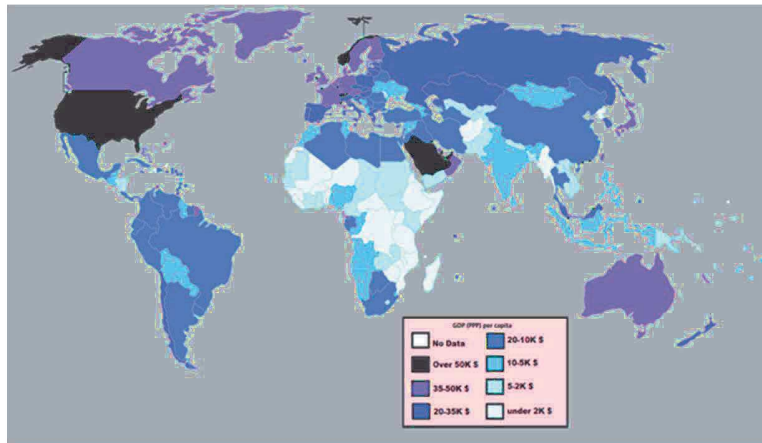 GDP (PPP) per capita
No Data
Over 50K $
35-50K $
20-35K $
20-10K $
10-5K $
5-2K $
under 2K $